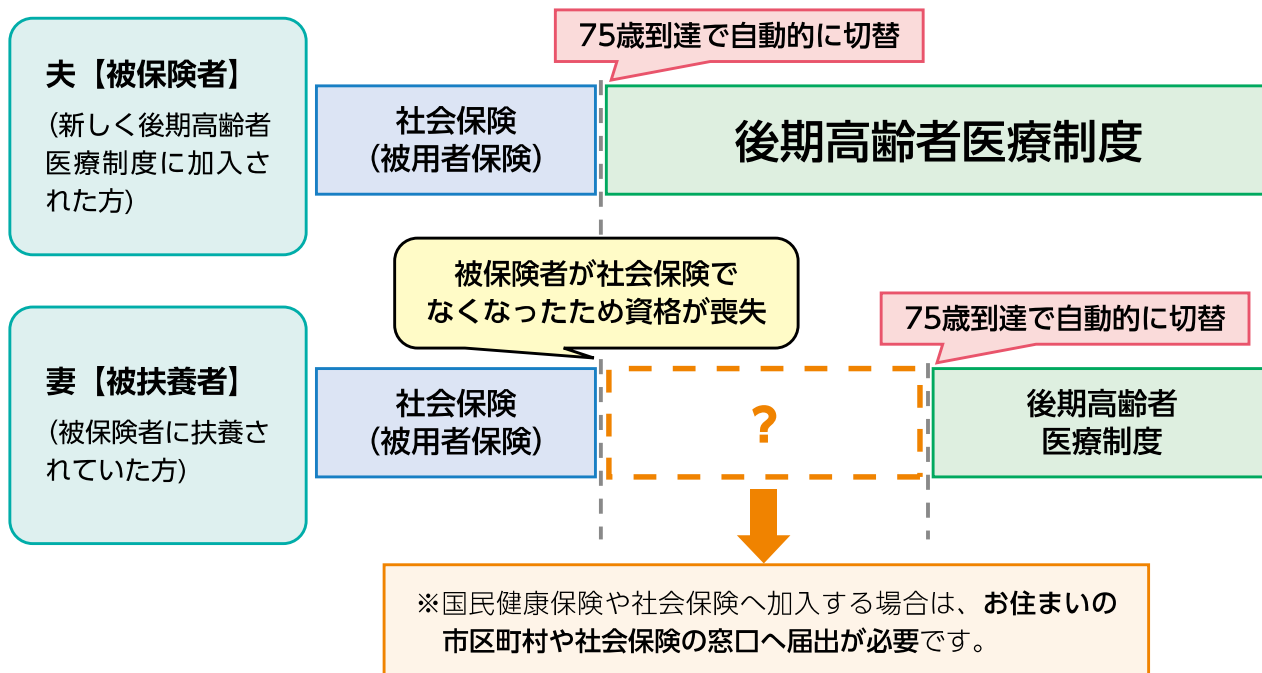 75歳到達で自動的に切替
夫【被保険者】
（新しく後期高齢者
医療制度に加入さ
れた方）
社会保険
（被用者保険）
後期高齢者医療制度
被保険者が社会保険で
なくなったため資格が喪失
75歳到達で自動的に切替
妻【被扶養者】
（被保険者に扶養さ
れていた方）
社会保険
（被用者保険）
?
後期高齢者
医療制度
※国民健康保険や社会保険へ加入する場合は、お住まいの
市区町村や社会保険の窓口へ届出が必要です。